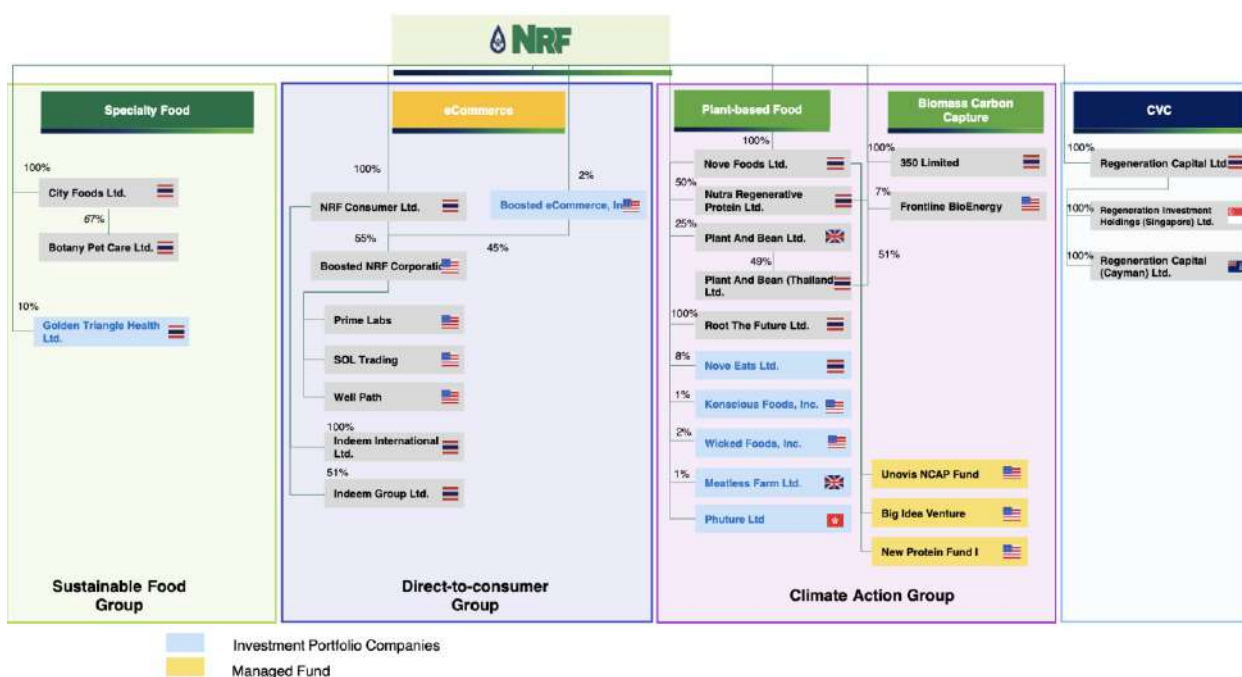 NRF
Specialty Food
100%
City Foods Ltd.
67%
Botany Pet Care Ltd.
10%
Golden Triangle Health
Ltd.
Sustainable Food
Group
eCommerce
100%
2%
NRF Consumer Ltd.
Boosted eCommerce, In
55%
45%
Boosted NRF Corporatio
Prime Labs
SOL Trading
Well Path
100%
Indeem International
Ltd.
51%
Indeem Group Ltd.
Direct-to-consumer
Group
Plant-based Food
100%
Nove Foods Ltd.
50%
Nutra Regenerative
Protein Ltd.
25%
Plant And Bean Ltd.
49%
Plant And Bean (Thailand
Ltd.
100%
Root The Future Ltd.
8%
Nove Eats Ltd.
1%
Konscious Foods, Inc.
2%
Wicked Foods, Inc.
1%
Meatless Farm Ltd.
Phuture Ltd
Biomass Carbon
Capture
100%
350 Limited
7%
Frontline BioEnergy
51%
Unovis NCAP Fund
Big Idea Venture
New Protein Fund I
Climate Action Group
CVC
100%
Regeneration Capital Ltd
100%
Regeneration Investment
Holdings (Singapore) Ltd.
100%
Regeneration Capital
(Cayman) Ltd.
Investment Portfolio Companies
Managed Fund